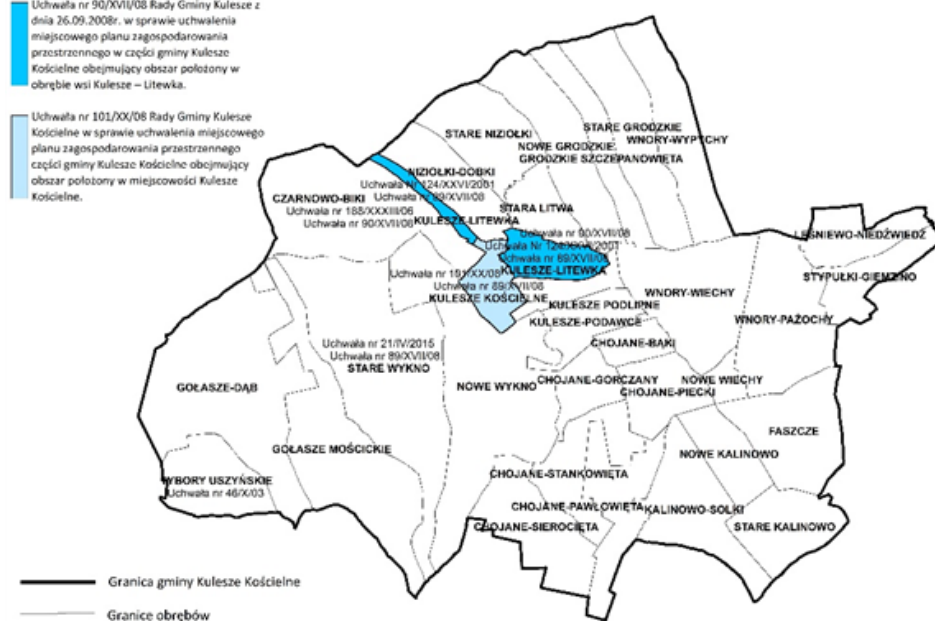 Uchwała nr 90/XVII/08 Rady Gminy Kulesze z
dnia 26.09.2008r. w sprawie uchwalenia
miejscowego planu zagospodarowania
przestrzennego w części gminy Kulesze
Kościelne obejmujący obszar położony w
obrębie wsi Kulesze – Litewka.
Uchwała nr 101/XX/08 Rady Gminy Kulesze
Kościelne w sprawie uchwalenia miejscowego
planu zagospodarowania przestrzennego
części gminy Kulesze Kościelne obejmujący
obszar położony w miejscowości Kulesze
Kościelne.
STARE NIZIOŁKI
STARE GRODZKIE
NOWE GRODZKIE
WNORY-WYPYCHY
GRODZKIE SZCZEPANOWIĘTA
NIZIOŁKI-DOBKI
Uchwała Nr 124/XXVI/2001
Uchwała nr 89/XVII/08
CZARNOWO-BIKI
Uchwała nr 188/XXXIII/06
Uchwała nr 90/XVII/08
KULESZE-LITEWKA
STARA LITWA
Uchwała nr 90/XVII/08
Uchwała Nr 124/XXVI/2001
Uchwała nr 89/XVII/08
KULESZE-LITEWKA
LEŚNIEWO-NIEDŹWIEDŹ
STYPUŁKI-GIEMZINO
Uchwała nr 101/XX/08
Uchwała nr 89/XVII/08
KULESZE KOŚCIELNE
KULESZE PODLIPNE
WNORY-WIECHY
KULESZE-PODAWCE
WNORY-PAŻOCHY
CHOJANE-BĄKI
Uchwała nr 21/IV/2015
Uchwała nr 89/XVII/08
STARE WYKNO
GOŁASZE-DĄB
NOWE WYKNO
CHOJANE-GORCZANY
NOWE WIECHY
CHOJANE-PIECKI
FASZCZE
GOŁASZE MOŚCICKIE
NOWE KALINOWO
CHOJANE-STANKOWIĘTA
WYBORY USZYŃSKIE
Uchwała nr 46/X/03
CHOJANE-PAWŁOWIĘTA
KALINOWO-SOLKI
CHOJANE-SIEROCIĘTA
STARE KALINOWO
Granica gminy Kulesze Kościelne
Granice obrębów